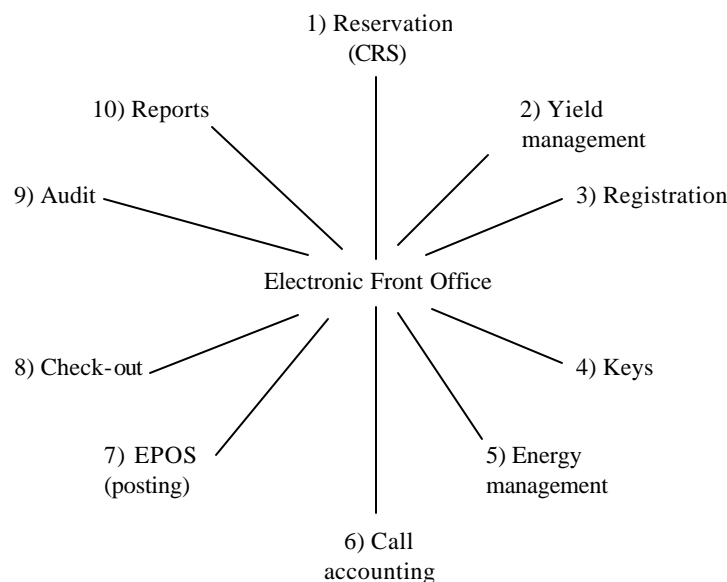 1) Reservation
(CRS)
2) Yield
management
3) Registration
4) Keys
5) Energy
management
6) Call
accounting
7) EPOS
(posting)
8) Check-out
9) Audit
10) Reports
Electronic Front Office